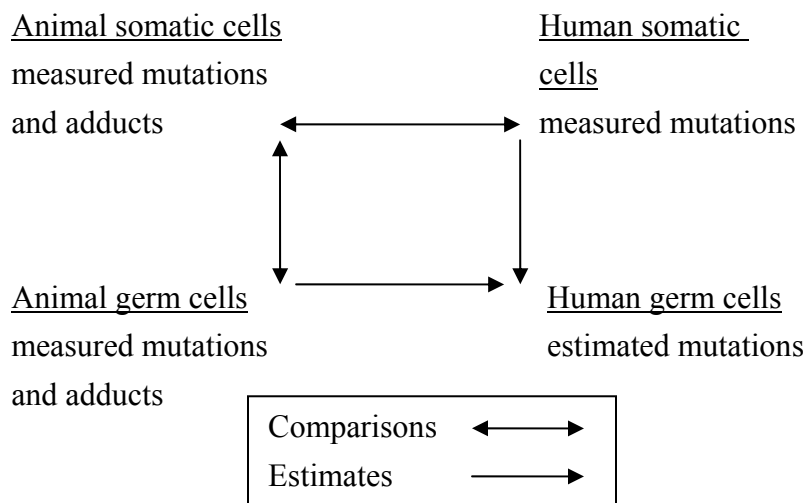 Animal somatic cells
measured mutations
and adducts
Human somatic
cells
measured mutations
Animal germ cells
measured mutations
and adducts
Human germ cells
estimated mutations
Comparisons
Estimates